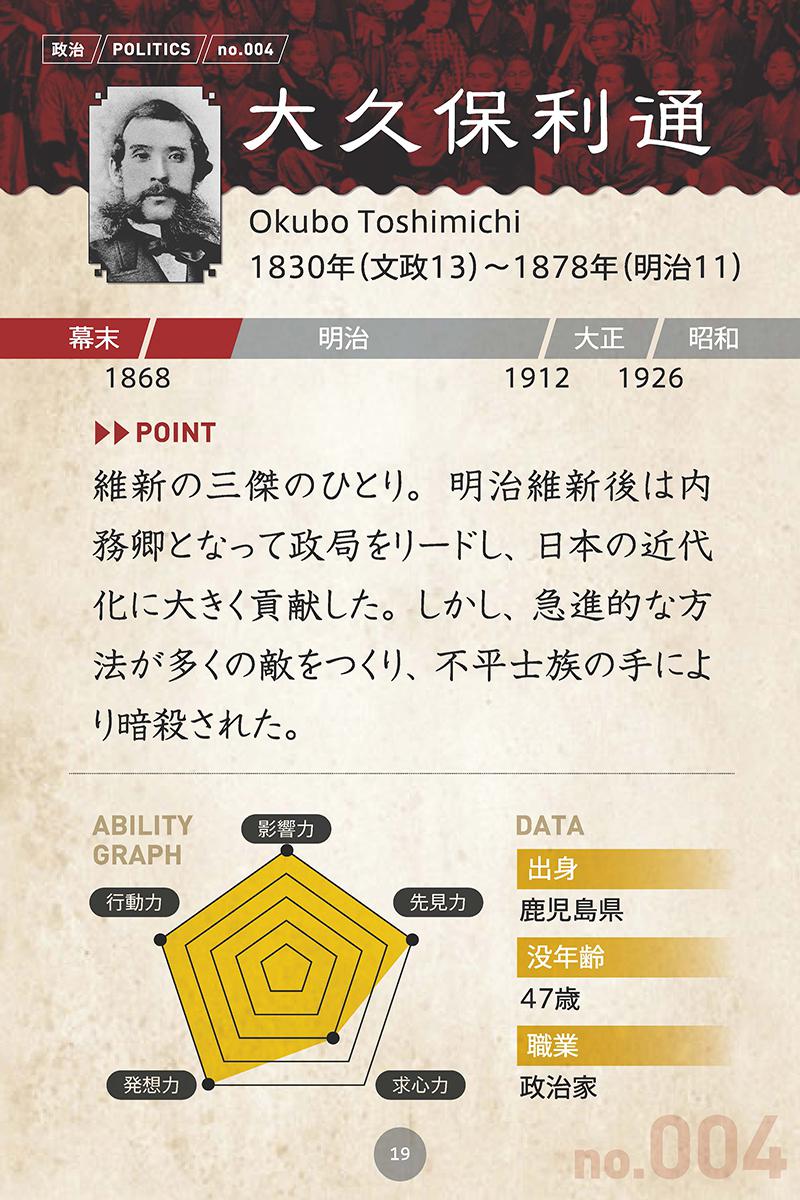 政治 POLITICS no.004
大久保利通
Okubo Toshimichi
1830年(文政13)～1878年(明治11)
幕末 明治 大正 昭和
1868 1912 1926
POINT
維新の三傑のひとり。 明治維新後は内
務卿となって政局をリードし、日本の近代
化に大きく貢献した。しかし、急進的な方
法が多くの敵をつくり、不平士族の手によ
り暗殺された。
ABILITY
GRAPH
影響力
行動力
先見力
発想力
求心力
DATA
出身
鹿児島県
没年齢
47歳
職業
政治家
19
no.004